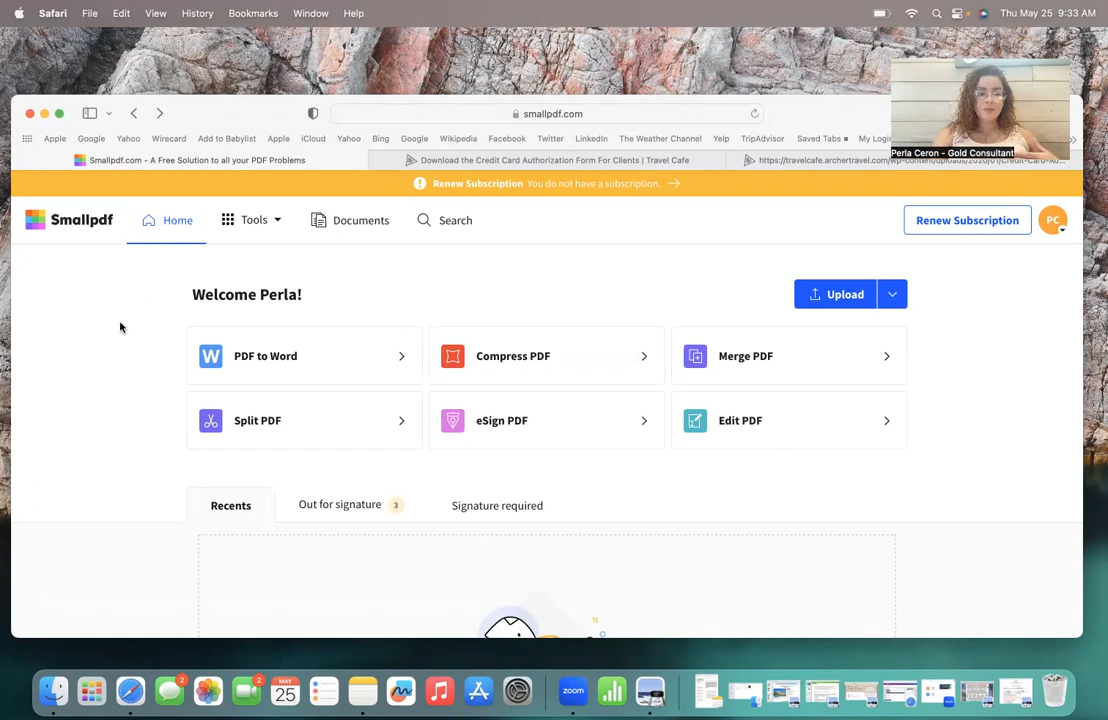 Safari File Edit View History Bookmarks Window Help Thu May 25 9:33 AM
smallpdf.com
Apple Google Yahoo Wirecard Add to Babylist Apple iCloud Yahoo Bing Google Wikipedia Facebook Twitter LinkedIn The Weather Channel Yelp TripAdvisor Saved Tabs My Login
Perla Ceron - Gold Consultant
Smallpdf.com - A Free Solution to all your PDF Problems Download the Credit Card Authorization Form For Clients | Travel Cafe
Renew Subscription You do not have a subscription.
Smallpdf Home Tools Documents Search Renew Subscription PC
Welcome Perla! Upload
W PDF to Word Compress PDF Merge PDF
Split PDF eSign PDF Edit PDF
Recents Out for signature 3 Signature required
2 2 MAY
25 zoom